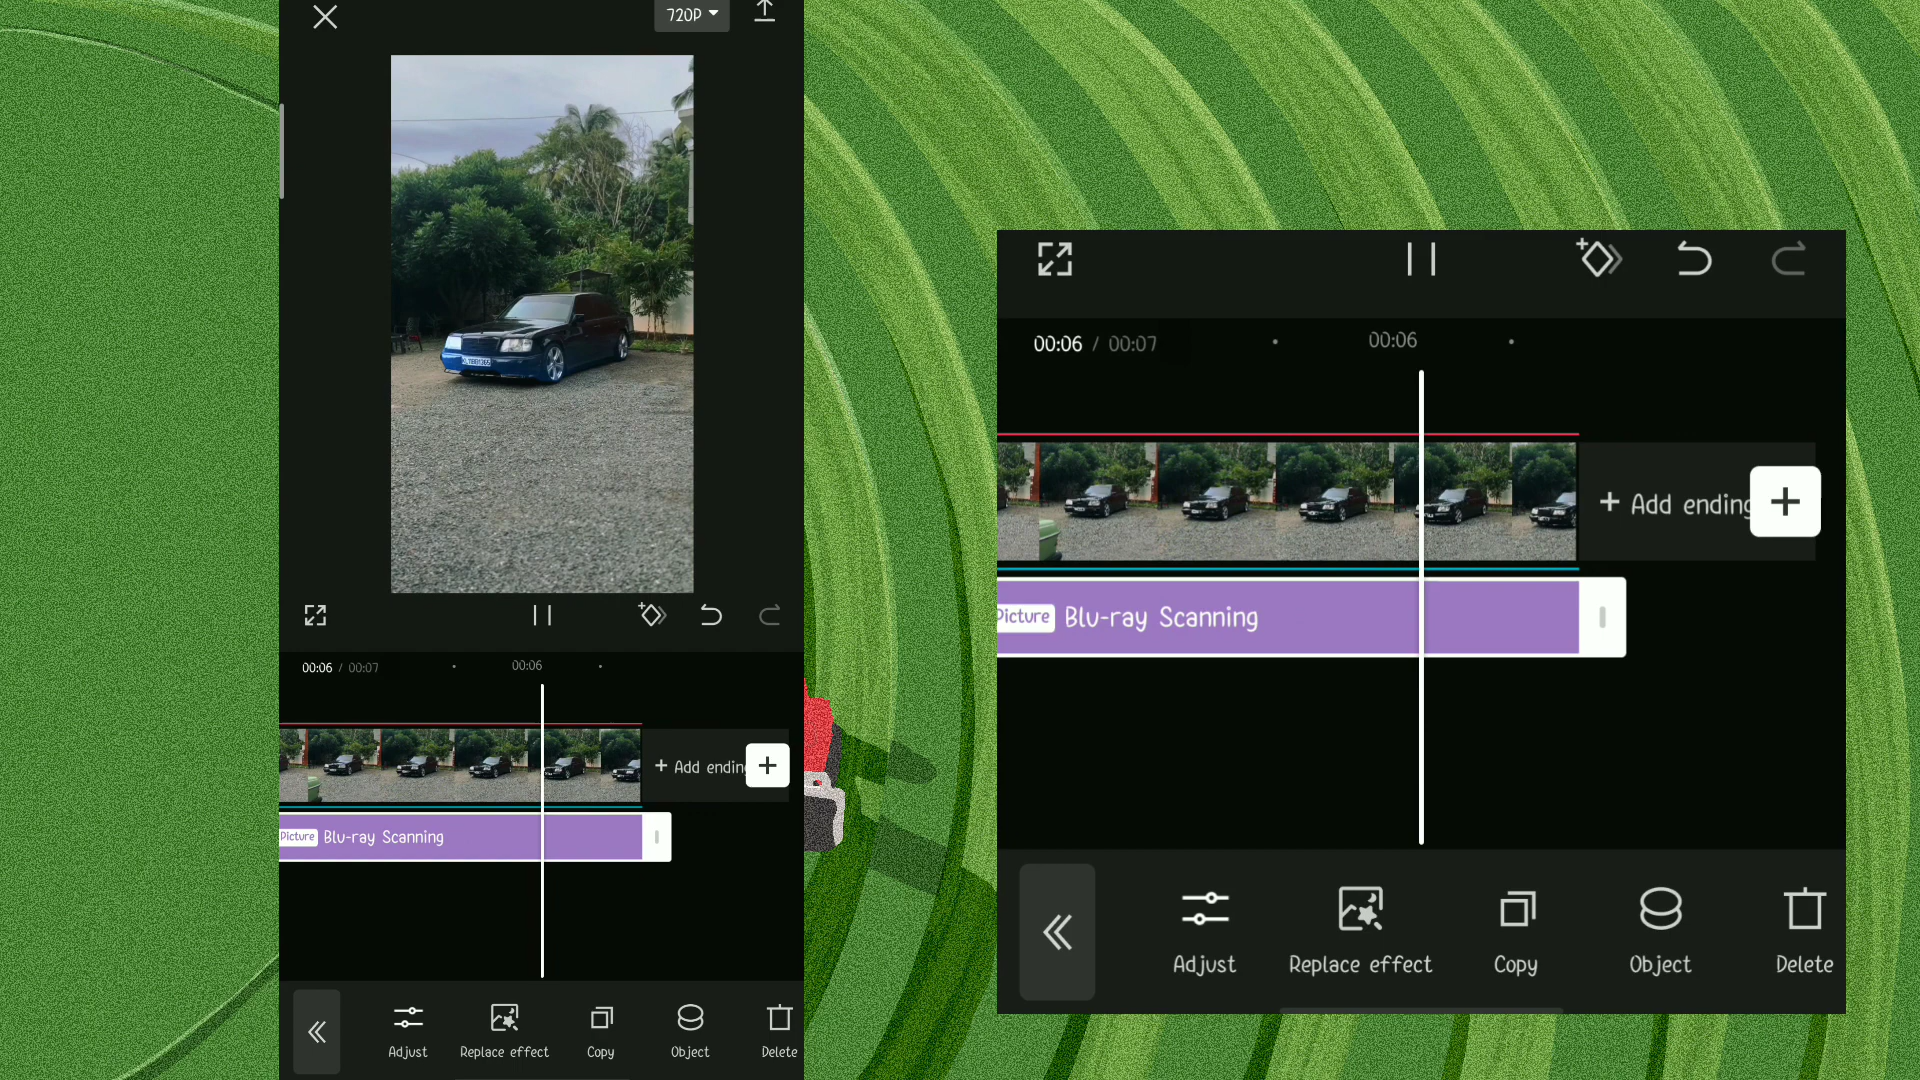 720P
00:06 / 00:07
00:06
+ Add ending
Picture
Blu-ray Scanning
Adjust
Replace effect
Copy
Object
Delete
00:06 / 00:07
00:06
+ Add ending
Picture
Blu-ray Scanning
Adjust
Replace effect
Copy
Object
Delete